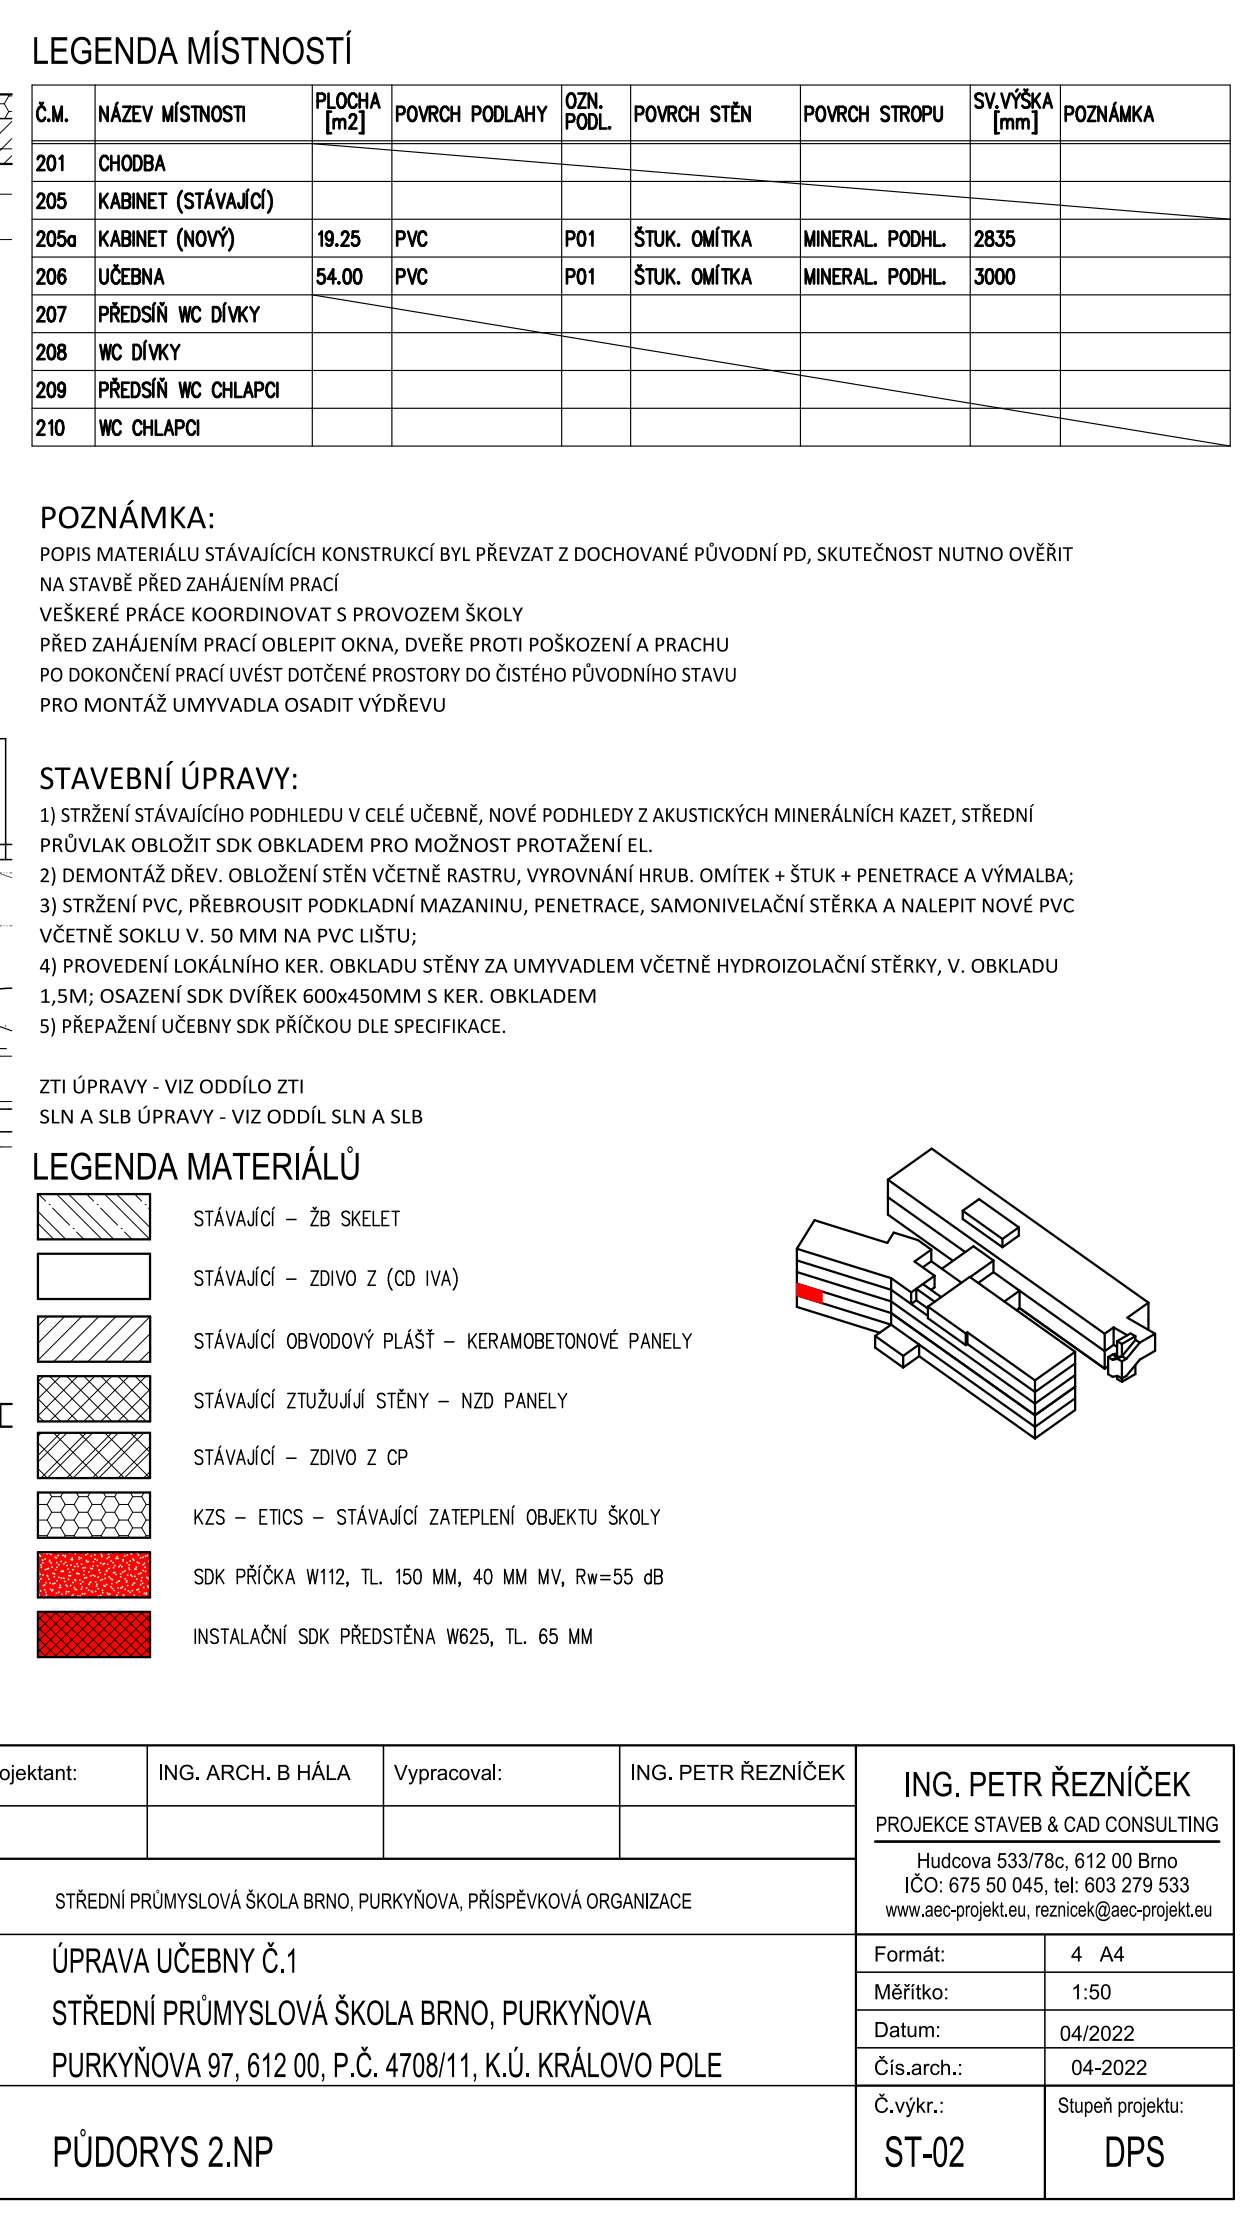 LEGENDA MÍSTNOSTÍ
Č.M. NÁZEV MÍSTNOSTI PLOCHA [m2] POVRCH PODLAHY OZN. PODL. POVRCH STĚN POVRCH STROPU SV.VÝŠKA [mm] POZNÁMKA
201 CHODBA
205 KABINET (STÁVAJÍCÍ)
205a KABINET (NOVÝ) 19.25 PVC P01 ŠTUK. OMÍTKA MINERAL. PODHL. 2835
206 UČEBNA 54.00 PVC P01 ŠTUK. OMÍTKA MINERAL. PODHL. 3000
207 PŘEDSÍŇ WC DÍVKY
208 WC DÍVKY
209 PŘEDSÍŇ WC CHLAPCI
210 WC CHLAPCI
POZNÁMKA:
POPIS MATERIÁLU STÁVAJÍCÍCH KONSTRUKCÍ BYL PŘEVZAT Z DOCHOVANÉ PŮVODNÍ PD, SKUTEČNOST NUTNO OVĚŘIT
NA STAVBĚ PŘED ZAHÁJENÍM PRACÍ
VEŠKERÉ PRÁCE KOORDINOVAT S PROVOZEM ŠKOLY
PŘED ZAHÁJENÍM PRACÍ OBLEPIT OKNA, DVEŘE PROTI POŠKOZENÍ A PRACHU
PO DOKONČENÍ PRACÍ UVÉST DOTČENÉ PROSTORY DO ČISTÉHO PŮVODNÍHO STAVU
PRO MONTÁŽ UMYVADLA OSADIT VÝDŘEVU
STAVEBNÍ ÚPRAVY:
1) STRŽENÍ STÁVAJÍCÍHO PODHLEDU V CELÉ UČEBNĚ, NOVÉ PODHLEDY Z AKUSTICKÝCH MINERÁLNÍCH KAZET, STŘEDNÍ
PRŮVLAK OBLOŽIT SDK OBKLADEM PRO MOŽNOST PROTAŽENÍ EL.
2) DEMONTÁŽ DŘEV. OBLOŽENÍ STĚN VČETNĚ RASTRU, VYROVNÁNÍ HRUB. OMÍTEK + ŠTUK + PENETRACE A VÝMALBA;
3) STRŽENÍ PVC, PŘEBROUSIT PODKLADNÍ MAZANINU, PENETRACE, SAMONIVELAČNÍ STĚRKA A NALEPIT NOVÉ PVC
VČETNĚ SOKLU V. 50 MM NA PVC LIŠTU;
4) PROVEDENÍ LOKÁLNÍHO KER. OBKLADU STĚNY ZA UMYVADLEM VČETNĚ HYDROIZOLAČNÍ STĚRKY, V. OBKLADU
1,5M; OSAZENÍ SDK DVÍŘEK 600x450MM S KER. OBKLADEM
5) PŘEPAŽENÍ UČEBNY SDK PŘÍČKOU DLE SPECIFIKACE.
ZTI ÚPRAVY - VIZ ODDÍLO ZTI
SLN A SLB ÚPRAVY - VIZ ODDÍL SLN A SLB
LEGENDA MATERIÁLŮ
STÁVAJÍCÍ – ŽB SKELET
STÁVAJÍCÍ – ZDIVO Z (CD IVA)
STÁVAJÍCÍ OBVODOVÝ PLÁŠŤ – KERAMOBETONOVÉ PANELY
STÁVAJÍCÍ ZTUŽUJÍJÍ STĚNY – NZD PANELY
STÁVAJÍCÍ – ZDIVO Z CP
KZS – ETICS – STÁVAJÍCÍ ZATEPLENÍ OBJEKTU ŠKOLY
SDK PŘÍČKA W112, TL. 150 MM, 40 MM MV, Rw=55 dB
INSTALAČNÍ SDK PŘEDSTĚNA W625, TL. 65 MM
ojektant: ING. ARCH. B HÁLA Vypracoval: ING. PETR ŘEZNÍČEK
ING. PETR ŘEZNÍČEK
PROJEKCE STAVEB & CAD CONSULTING
Hudcova 533/78c, 612 00 Brno
IČO: 675 50 045, tel: 603 279 533
www.aec-projekt.eu, reznicek@aec-projekt.eu
STŘEDNÍ PRŮMYSLOVÁ ŠKOLA BRNO, PURKYŇOVA, PŘÍSPĚVKOVÁ ORGANIZACE
ÚPRAVA UČEBNY Č.1
STŘEDNÍ PRŮMYSLOVÁ ŠKOLA BRNO, PURKYŇOVA
PURKYŇOVA 97, 612 00, P.Č. 4708/11, K.Ú. KRÁLOVO POLE
Formát: 4 A4
Měřítko: 1:50
Datum: 04/2022
Čís.arch.: 04-2022
PŮDORYS 2.NP
Č.výkr.: Stupeň projektu:
ST-02 DPS